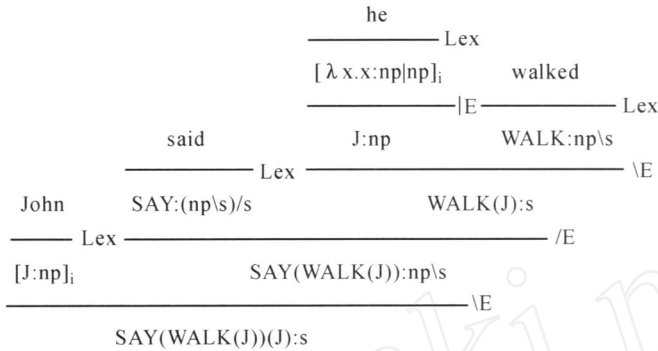 he
Lex
[λx.x:np|np]i walked
|E Lex
said J:np WALK:np\s
Lex \E
John SAY:(np\s)/s WALK(J):s
Lex /E
[J:np]i SAY(WALK(J)):np\s
\E
SAY(WALK(J))(J):s